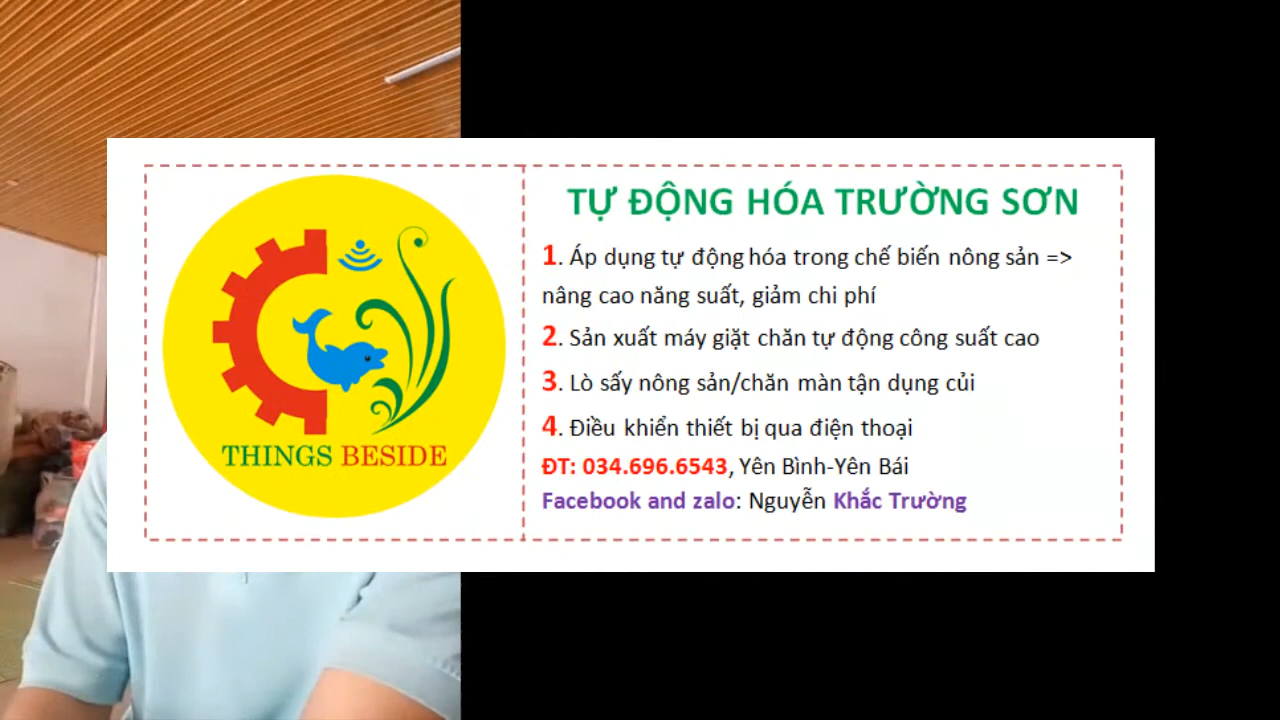 TỰ ĐỘNG HÓA TRƯỜNG SƠN
1. Áp dụng tự động hóa trong chế biến nông sản =>
nâng cao năng suất, giảm chi phí
2. Sản xuất máy giặt chăn tự động công suất cao
3. Lò sấy nông sản/chăn màn tận dụng củi
4. Điều khiển thiết bị qua điện thoại
ĐT: 034.696.6543, Yên Bình-Yên Bái
Facebook and zalo: Nguyễn Khắc Trường
THINGS BESIDE